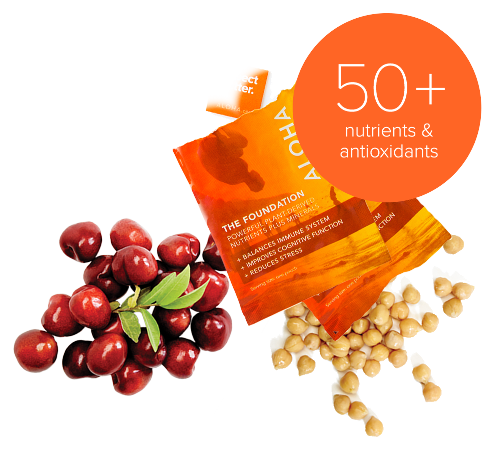 50+
nutrients &
antioxidants
ALOHA
THE FOUNDATION
POWERFUL PLANT-DERIVED
NUTRIENTS PLUS MINERALS
+ BALANCES IMMUNE SYSTEM
+ IMPROVES COGNITIVE FUNCTION
+ REDUCES STRESS